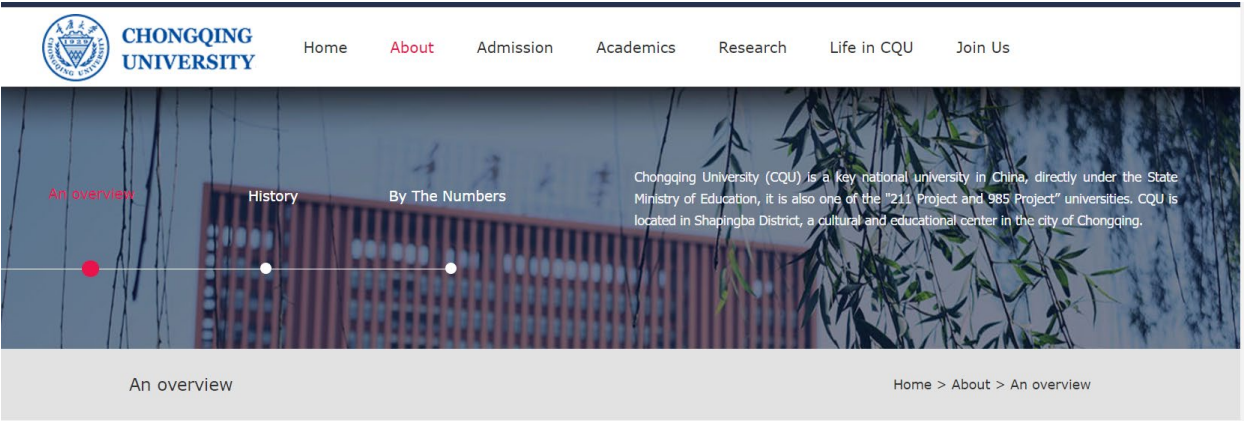 CHONGQING
UNIVERSITY
Home About Admission Academics Research Life in CQU Join Us
An overview History By The Numbers
Chongqing University (CQU) is a key national university in China, directly under the State
Ministry of Education, it is also one of the "211 Project and 985 Project” universities. CQU is
located in Shapingba District, a cultural and educational center in the city of Chongqing.
An overview
Home > About > An overview